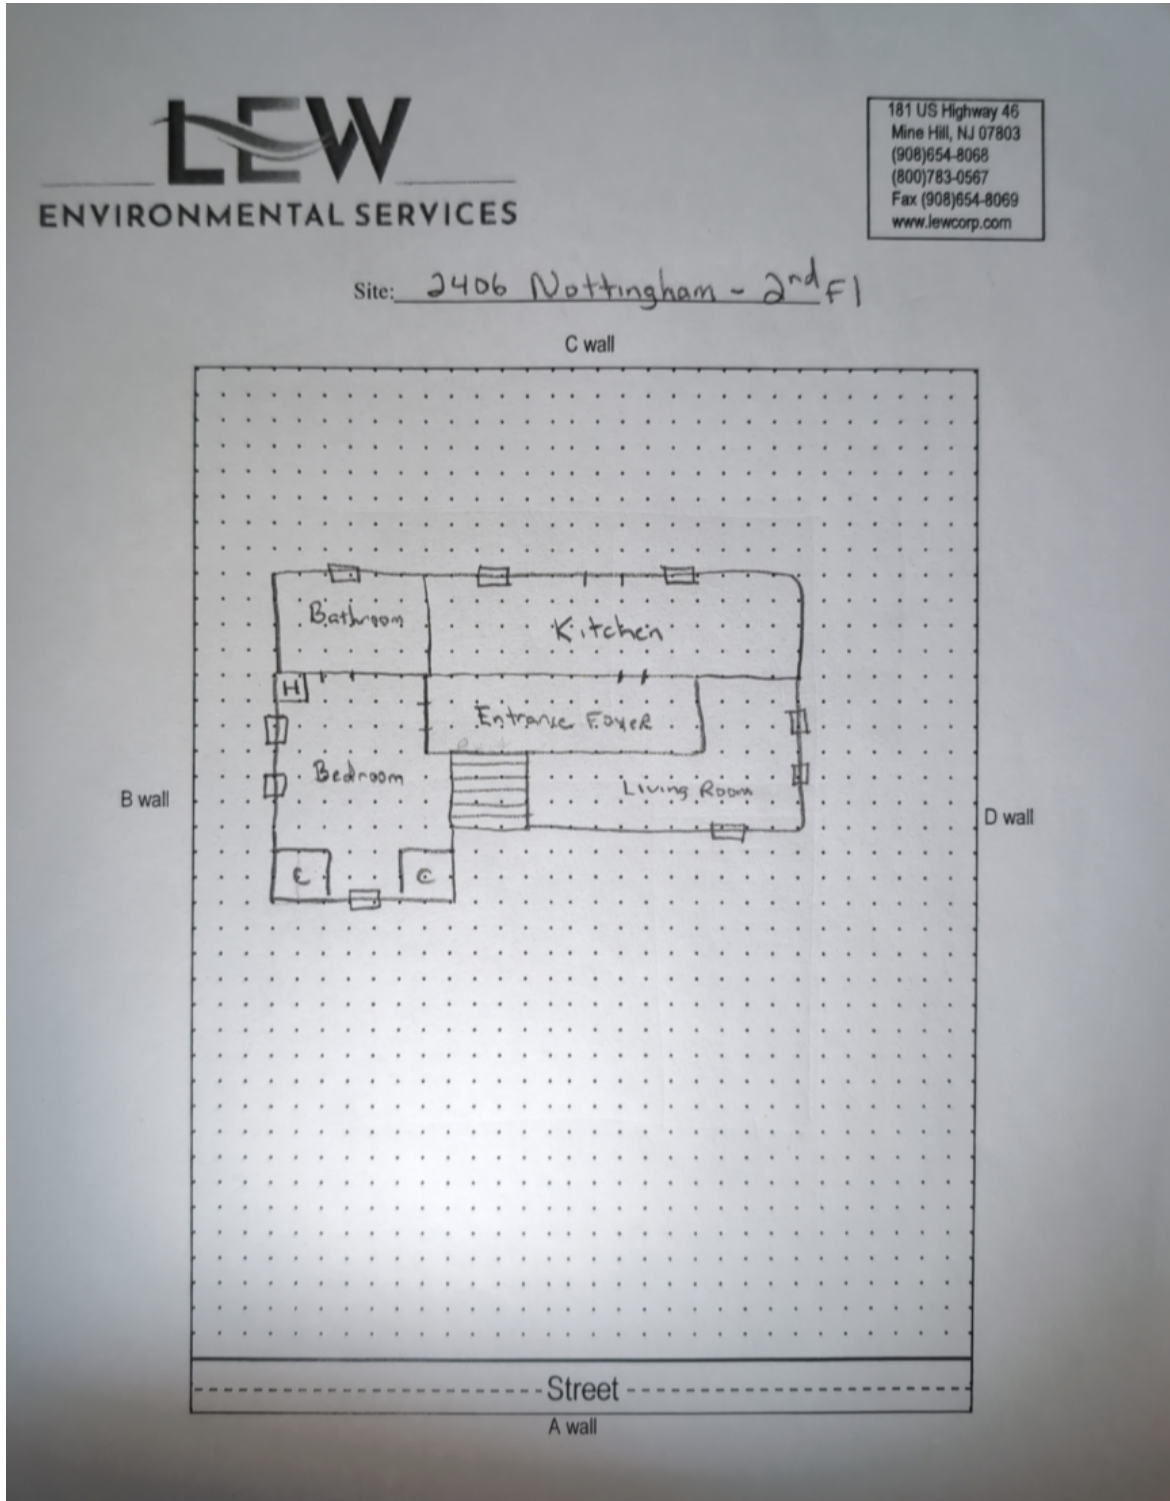 LEW
ENVIRONMENTAL SERVICES
181 US Highway 46
Mine Hill, NJ 07803
(908)654-8068
(800)783-0567
Fax (908)654-8069
www.lewcorp.com
Site: 2406 Nottingham - 2nd Fl
C wall
Bathroom
Kitchen
H
Entrance Foyer
Bedroom
Living Room
B wall
D wall
C
C
Street
A wall